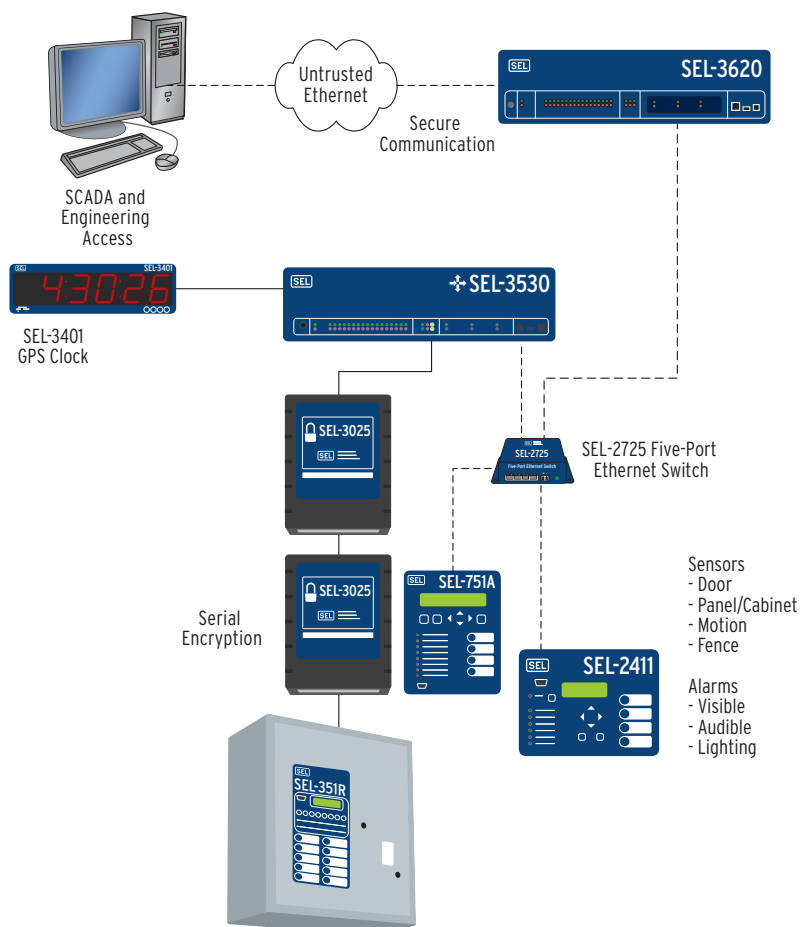 SEL
SEL-3620
Untrusted
Ethernet
Secure
Communication
SCADA and
Engineering
Access
SEL
SEL-3401
4:30:26
SEL-3401
GPS Clock
SEL
SEL-3530
SEL-3025
SEL
SEL
SEL-2725
Five-Port Ethernet Switch
SEL-2725 Five-Port
Ethernet Switch
SEL-3025
SEL
Serial
Encryption
SEL
SEL-751A
SEL
SEL-2411
Sensors
- Door
- Panel/Cabinet
- Motion
- Fence
Alarms
- Visible
- Audible
- Lighting
SEL
SEL-351R